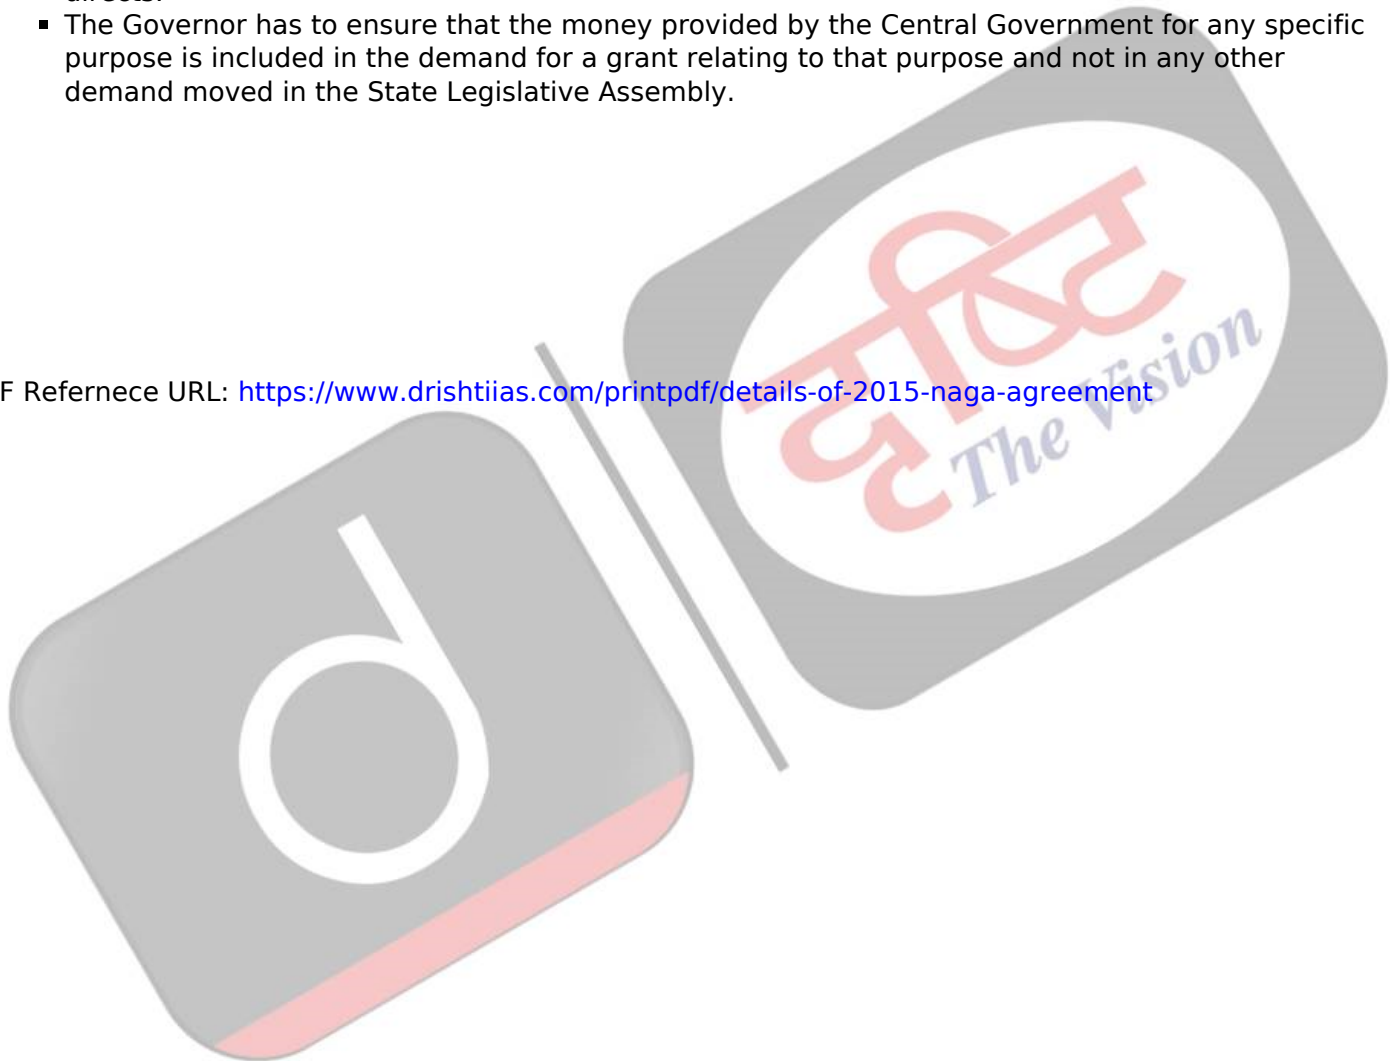 ▪ The Governor has to ensure that the money provided by the Central Government for any specific
purpose is included in the demand for a grant relating to that purpose and not in any other
demand moved in the State Legislative Assembly.
दृष्टि
The Vision
F Refernece URL: https://www.drishtiias.com/printpdf/details-of-2015-naga-agreement
d